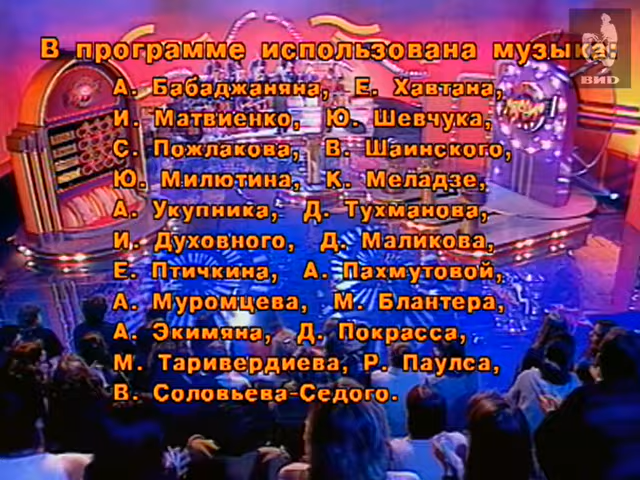 В программе использована музыка:
А. Бабаджаняна, Е. Хавтана,
И. Матвиенко, Ю. Шевчука,
С. Пожлакова, В. Шаинского,
Ю. Милютина, К. Меладзе,
А. Укупника, Д. Тухманова,
И. Духовного, Д. Маликова,
Е. Птичкина, А. Пахмутовой,
А. Муромцева, М. Блантера,
А. Экимяна, Д. Покрасса,
М. Таривердиева, Р. Паулса,
В. Соловьева-Седого.
ВИD